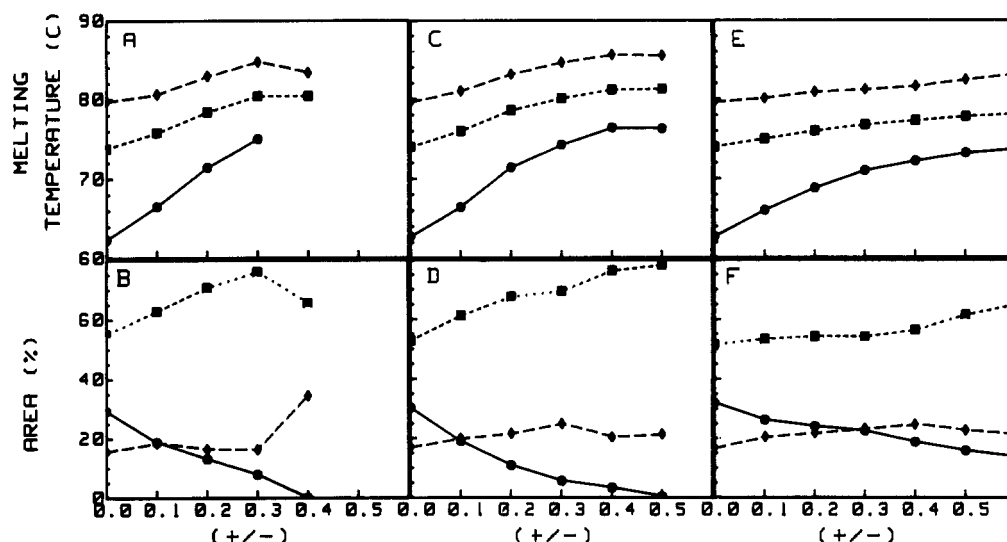 MELTING TEMPERATURE (C)
90
80
70
60
A
C
E
AREA (%)
60
40
20
0
B
D
F
0.0 0.1 0.2 0.3 0.4 0.5 0.0 0.1 0.2 0.3 0.4 0.5 0.0 0.1 0.2 0.3 0.4 0.5
(+/-) (+/-) (+/-)